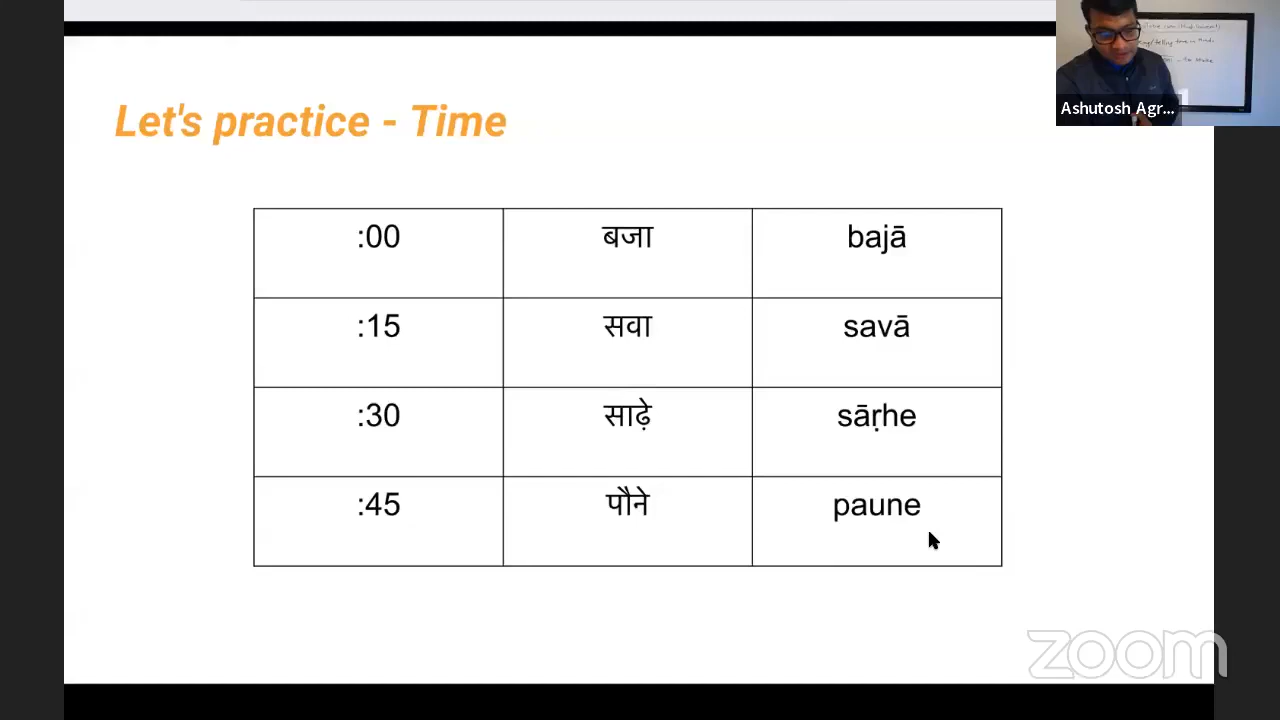 Let's practice - Time
Ashutosh Agr...
:00 बजा bajā
:15 सवा savā
:30 साढ़े sāṛhe
:45 पौने paune
zoom